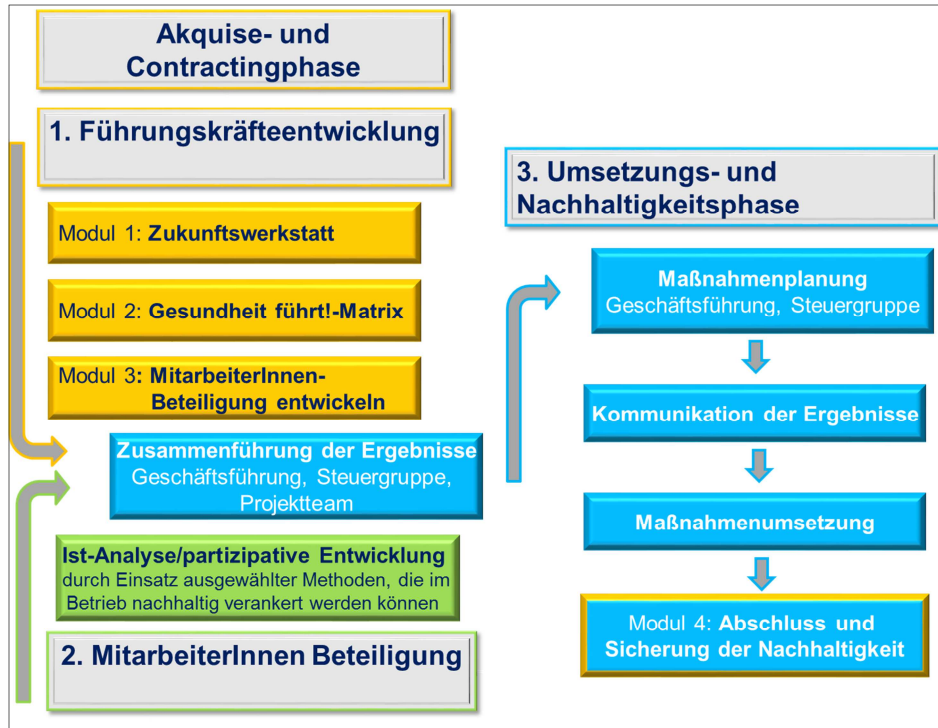 Akquise- und
Contractingphase
1. Führungskräfteentwicklung
Modul 1: Zukunftswerkstatt
Modul 2: Gesundheit führt!-Matrix
Modul 3: MitarbeiterInnen-
Beteiligung entwickeln
Zusammenführung der Ergebnisse
Geschäftsführung, Steuergruppe,
Projektteam
Ist-Analyse/partizipative Entwicklung
durch Einsatz ausgewählter Methoden, die im
Betrieb nachhaltig verankert werden können
2. MitarbeiterInnen Beteiligung
3. Umsetzungs- und
Nachhaltigkeitsphase
Maßnahmenplanung
Geschäftsführung, Steuergruppe
Kommunikation der Ergebnisse
Maßnahmenumsetzung
Modul 4: Abschluss und
Sicherung der Nachhaltigkeit